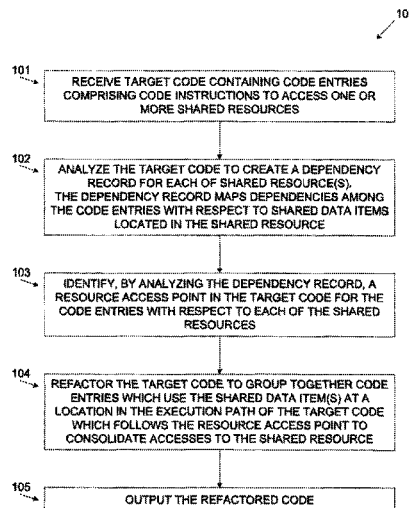 10
101
RECEIVE TARGET CODE CONTAINING CODE ENTRIES
COMPRISING CODE INSTRUCTIONS TO ACCESS ONE OR
MORE SHARED RESOURCES
102
ANALYZE THE TARGET CODE TO CREATE A DEPENDENCY
RECORD FOR EACH OF SHARED RESOURCE(S).
THE DEPENDENCY RECORD MAPS DEPENDENCIES AMONG
THE CODE ENTRIES WITH RESPECT TO SHARED DATA ITEMS
LOCATED IN THE SHARED RESOURCE
103
IDENTIFY, BY ANALYZING THE DEPENDENCY RECORD, A
RESOURCE ACCESS POINT IN THE TARGET CODE FOR THE
CODE ENTRIES WITH RESPECT TO EACH OF THE SHARED
RESOURCES
104
REFACTOR THE TARGET CODE TO GROUP TOGETHER CODE
ENTRIES WHICH USE THE SHARED DATA ITEM(S) AT A
LOCATION IN THE EXECUTION PATH OF THE TARGET CODE
WHICH FOLLOWS THE RESOURCE ACCESS POINT TO
CONSOLIDATE ACCESSES TO THE SHARED RESOURCE
105
OUTPUT THE REFACTORED CODE